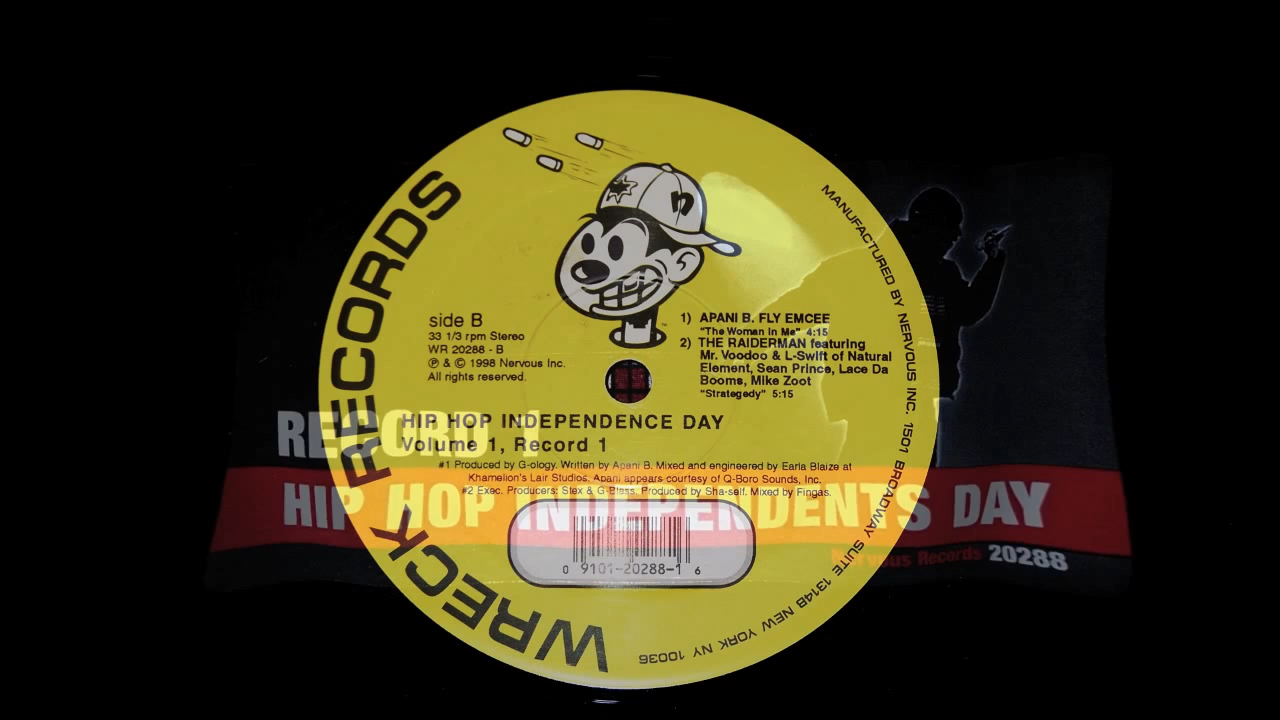 WRECK RECORDS
MANUFACTURED BY NERVOUS INC. 1501 BROADWAY SUITE 1314B NEW YORK NY 10036
side B
33 1/3 rpm Stereo
WR 20288 - B
℗ & © 1998 Nervous Inc.
All rights reserved.
1) APANI B. FLY EMCEE
"The Woman In Me" 4:15
2) THE RAIDERMAN featuring
Mr. Voodoo & L-Swift of Natural
Element, Sean Prince, Lace Da
Booms, Mike Zoot
"Strategedy" 5:15
HIP HOP INDEPENDENCE DAY
Volume 1, Record 1
#1 Produced by G-ology. Written by Apani B. Mixed and engineered by Earla Blaize at
Khamelion's Lair Studios. Apani appears courtesy of Q-Boro Sounds, Inc.
#2 Exec. Producers: Stex & G-Blass. Produced by Sha-self. Mixed by Fingas.
0 9101-20288-1 6
n
TM
RECORD 1
HIP HOP INDEPENDENTS DAY
Nervous Records 20288